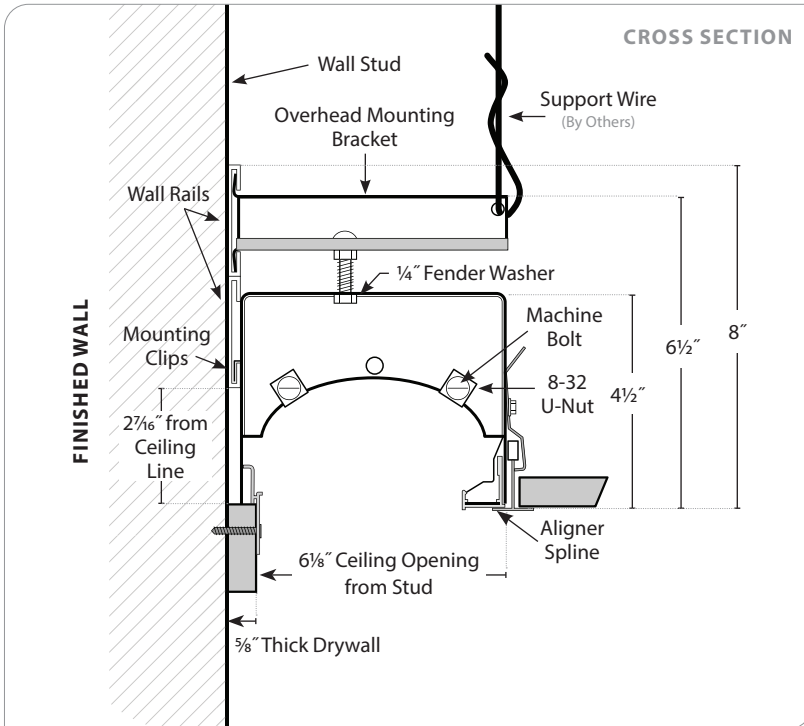 CROSS SECTION
Wall Stud
Support Wire
(By Others)
Overhead Mounting
Bracket
Wall Rails
¼″ Fender Washer
FINISHED WALL
Mounting
Clips
Machine
Bolt
8-32
U-Nut
4½″
6½″
8″
2⁷⁄₁₆″ from
Ceiling
Line
Aligner
Spline
6⅛″ Ceiling Opening
from Stud
⅝″ Thick Drywall